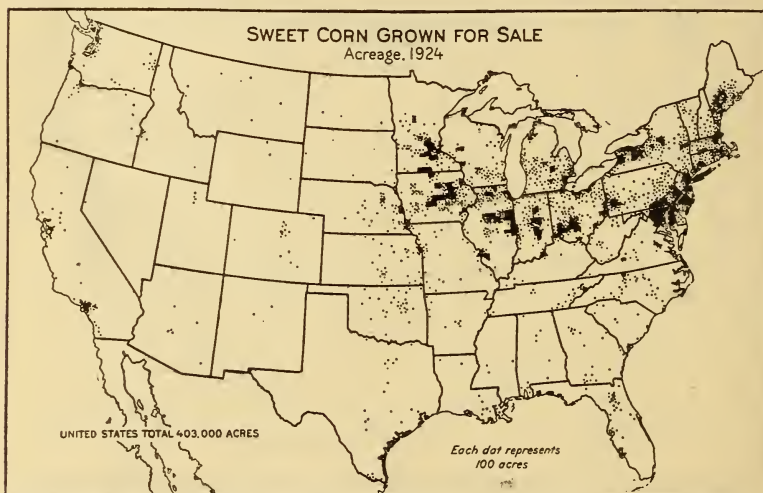 SWEET CORN GROWN FOR SALE
Acreage, 1924
UNITED STATES TOTAL 403,000 ACRES
Each dot represents
100 acres